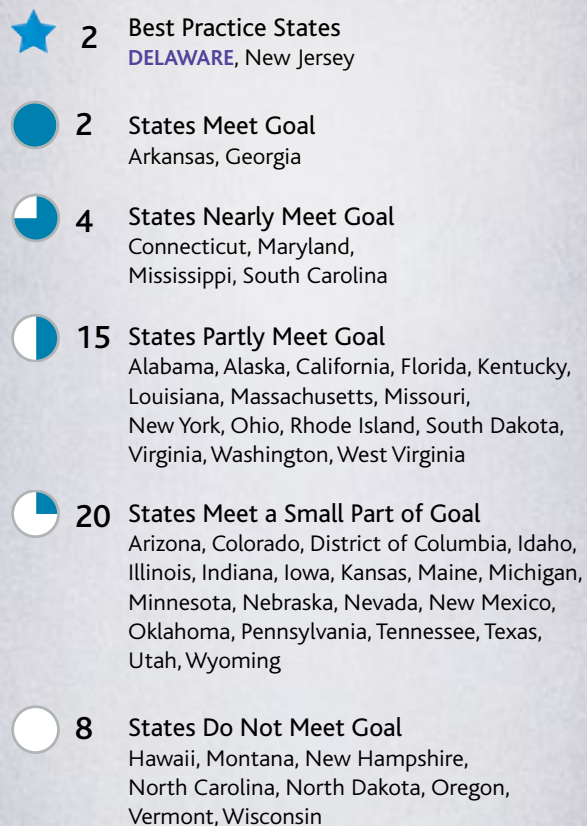 2 Best Practice States
DELAWARE, New Jersey
2 States Meet Goal
Arkansas, Georgia
4 States Nearly Meet Goal
Connecticut, Maryland,
Mississippi, South Carolina
15 States Partly Meet Goal
Alabama, Alaska, California, Florida, Kentucky,
Louisiana, Massachusetts, Missouri,
New York, Ohio, Rhode Island, South Dakota,
Virginia, Washington, West Virginia
20 States Meet a Small Part of Goal
Arizona, Colorado, District of Columbia, Idaho,
Illinois, Indiana, Iowa, Kansas, Maine, Michigan,
Minnesota, Nebraska, Nevada, New Mexico,
Oklahoma, Pennsylvania, Tennessee, Texas,
Utah, Wyoming
8 States Do Not Meet Goal
Hawaii, Montana, New Hampshire,
North Carolina, North Dakota, Oregon,
Vermont, Wisconsin